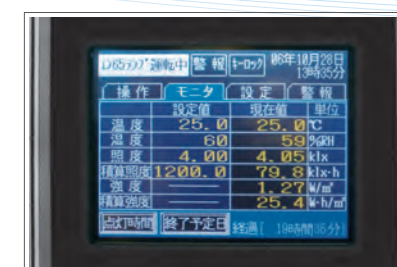 D65ランプ 運転中 警報 キーロック 06年10月28日
13時35分
操作 モニタ 設定 警報
設定値 現在値 単位
温度 25.0 25.0 ℃
湿度 60 59 %RH
照度 4.00 4.05 klx
積算照度 1200.0 79.8 klx·h
強度 ―― 1.27 W/㎡
積算強度 ―― 25.4 W·h/㎡
点灯時間 終了予定日 経過[ 19時間35分]